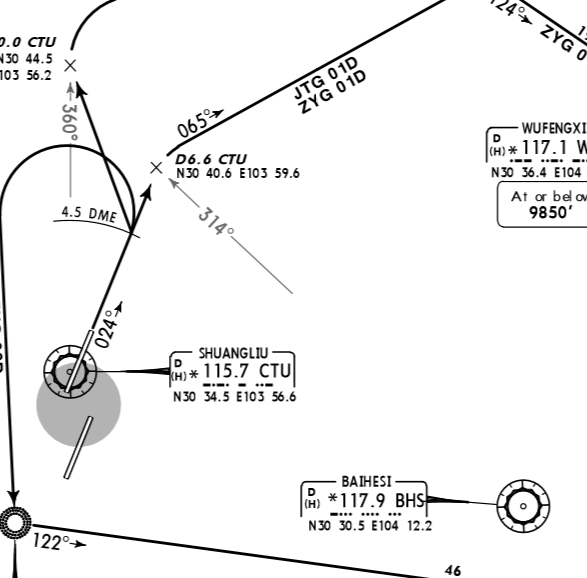 124°
ZYG 0
0.0 CTU
N30 44.5
103 56.2
JTG 01D
ZYG 01D
065°
360°
D6.6 CTU
N30 40.6 E103 59.6
WUFENGXI
D
(H) * 117.1 W
N30 36.4 E104
At or below
9850'
4.5 DME
314°
024°
SHUANGLIU
D
(H) * 115.7 CTU
N30 34.5 E103 56.6
BAIHESI
D
(H) *117.9 BHS
N30 30.5 E104 12.2
122°
46